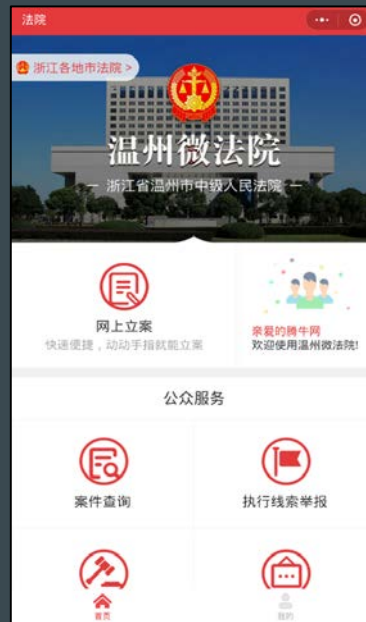 法院
浙江各地市法院 >
温州微法院
— 浙江省温州市中级人民法院 —
网上立案
快速便捷，动动手指就能立案
亲爱的腾牛网
欢迎使用温州微法院!
公众服务
案件查询
执行线索举报
首页
我的